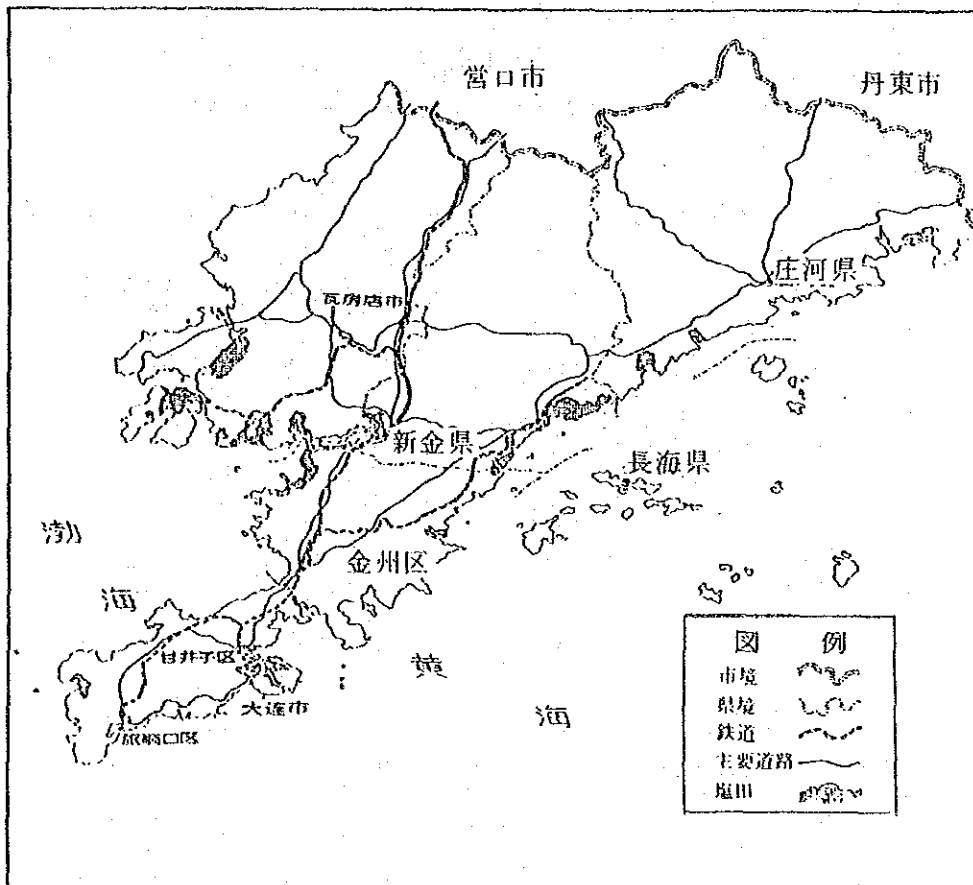 営口市
丹東市
庄河県
瓦房店市
新金県
長海県
渤
海
金州区
黄
海
甘井子区
大连市
旅順口区
図 例
市境
県境
鉄道
主要道路
塩田